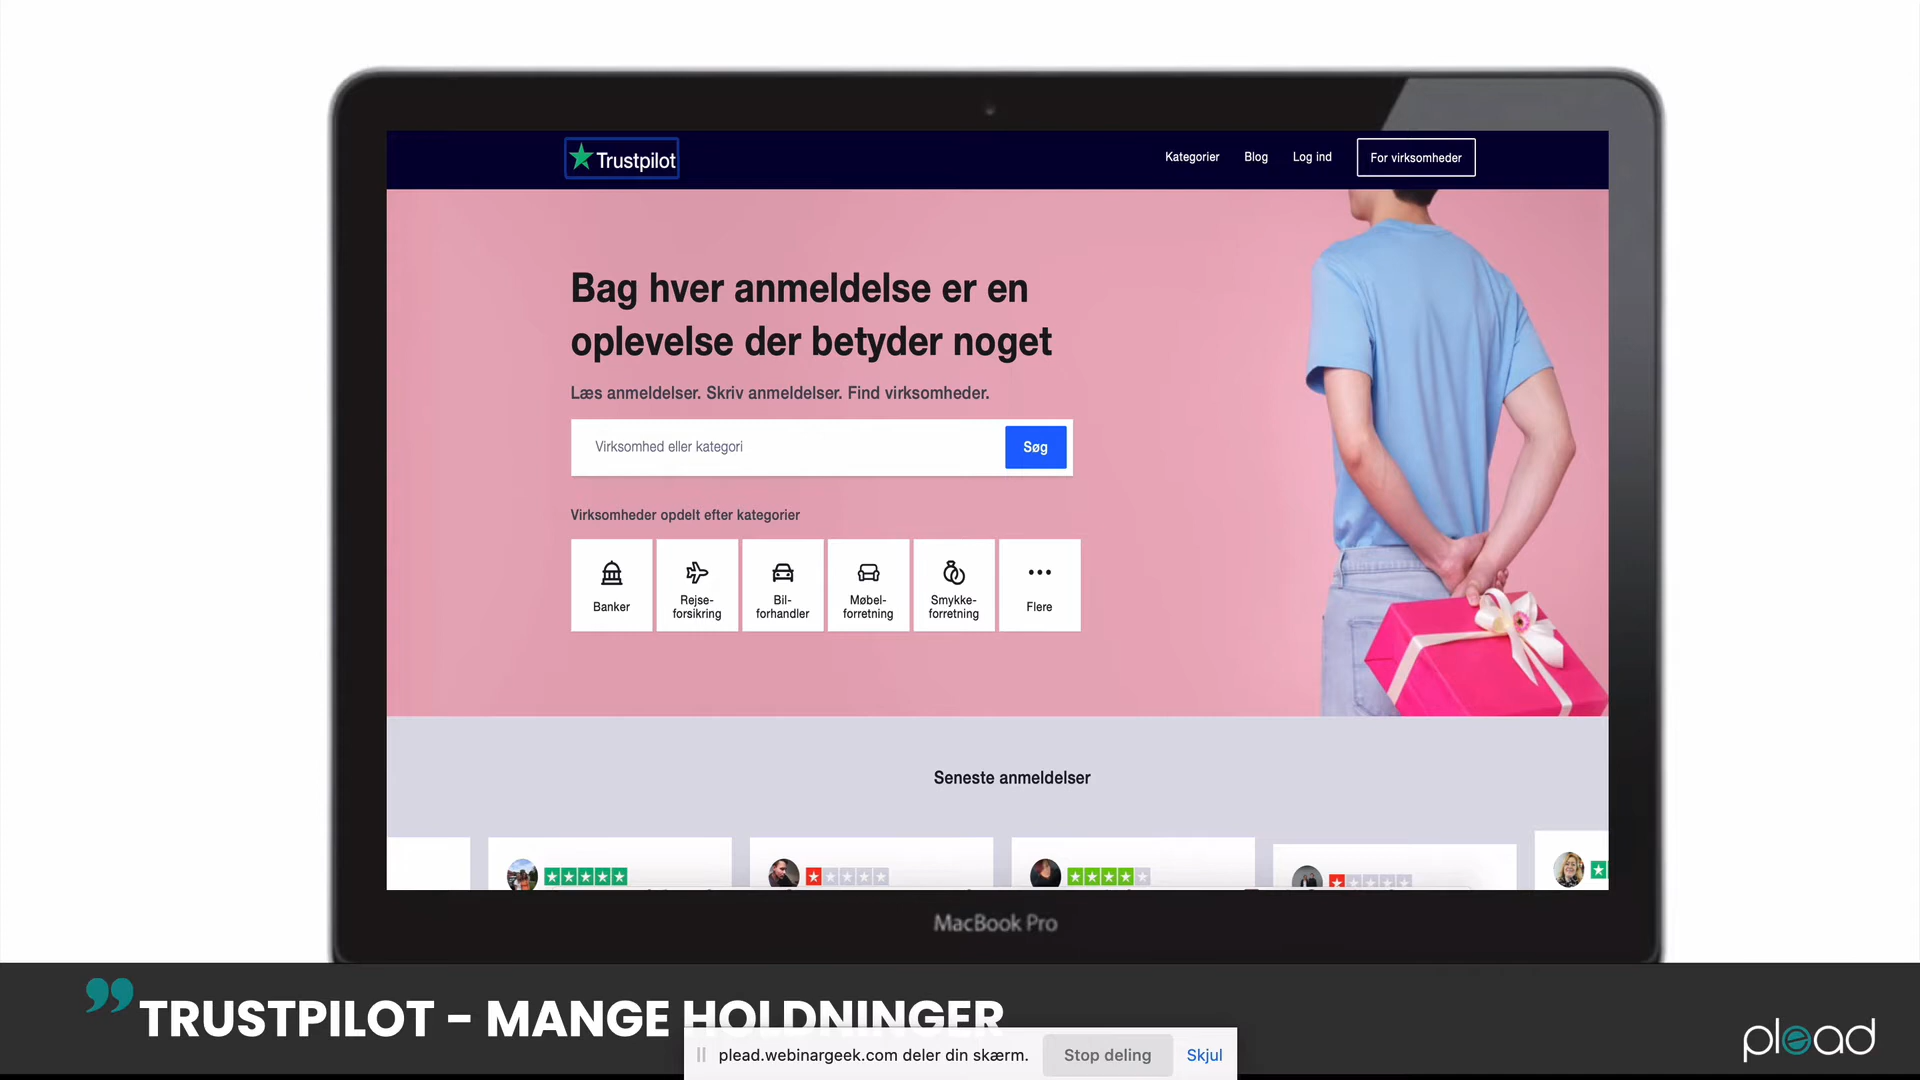 Trustpilot
Kategorier
Blog
Log ind
For virksomheder
Bag hver anmeldelse er en
oplevelse der betyder noget
Læs anmeldelser. Skriv anmeldelser. Find virksomheder.
Virksomhed eller kategori
Søg
Virksomheder opdelt efter kategorier
Banker
Rejse-
forsikring
Bil-
forhandler
Møbel-
forretning
Smykke-
forretning
Flere
Seneste anmeldelser
MacBook Pro
TRUSTPILOT - MANGE HOLDNINGER
plead.webinargeek.com deler din skærm.
Stop deling
Skjul
plead